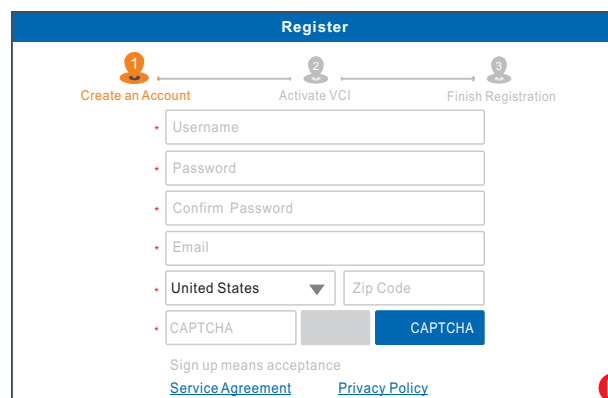 Register
1 2 3
Create an Account Activate VCI Finish Registration
* Username
* Password
* Confirm Password
* Email
* United States Zip Code
* CAPTCHA CAPTCHA
Sign up means acceptance
Service Agreement Privacy Policy